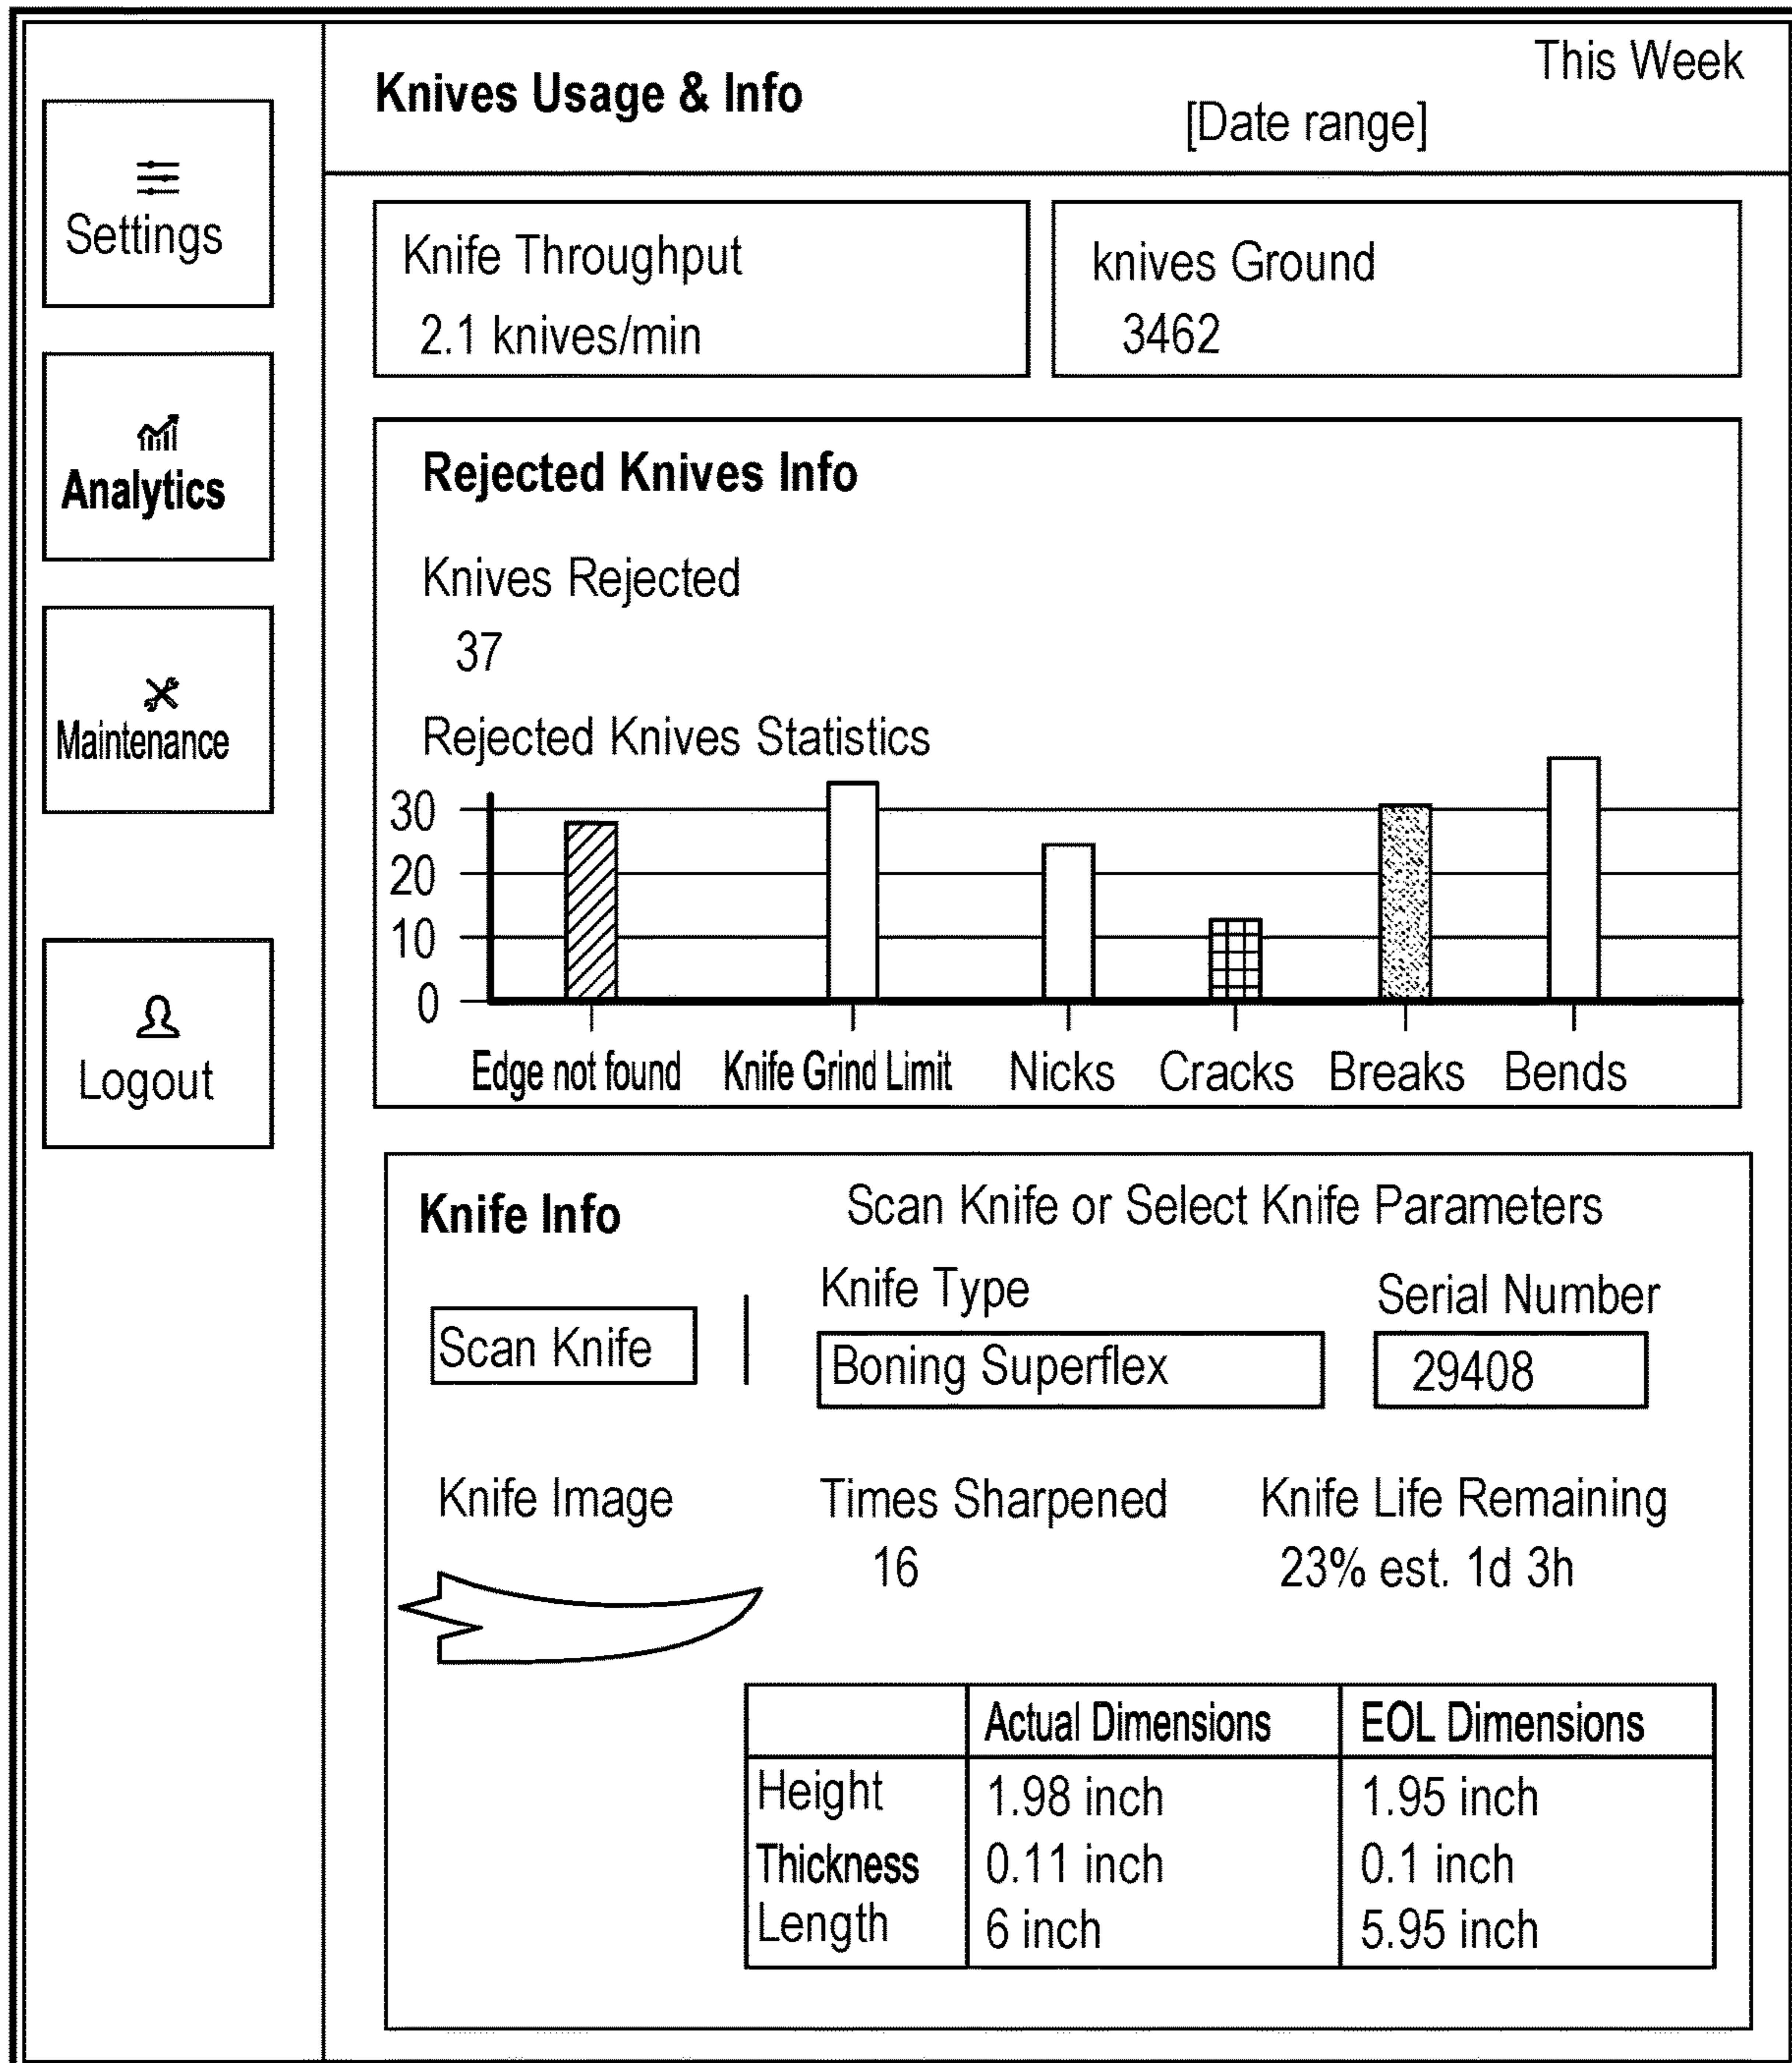 This Week
Knives Usage & Info
[Date range]
Settings
Analytics
Maintenance
Logout
Knife Throughput
2.1 knives/min
knives Ground
3462
Rejected Knives Info
Knives Rejected
37
Rejected Knives Statistics
30
20
10
0
Edge not found Knife Grind Limit Nicks Cracks Breaks Bends
Knife Info
Scan Knife or Select Knife Parameters
Scan Knife
Knife Type
Boning Superflex
Serial Number
29408
Knife Image
Times Sharpened
16
Knife Life Remaining
23% est. 1d 3h
Actual Dimensions EOL Dimensions
Height 1.98 inch 1.95 inch
Thickness 0.11 inch 0.1 inch
Length 6 inch 5.95 inch